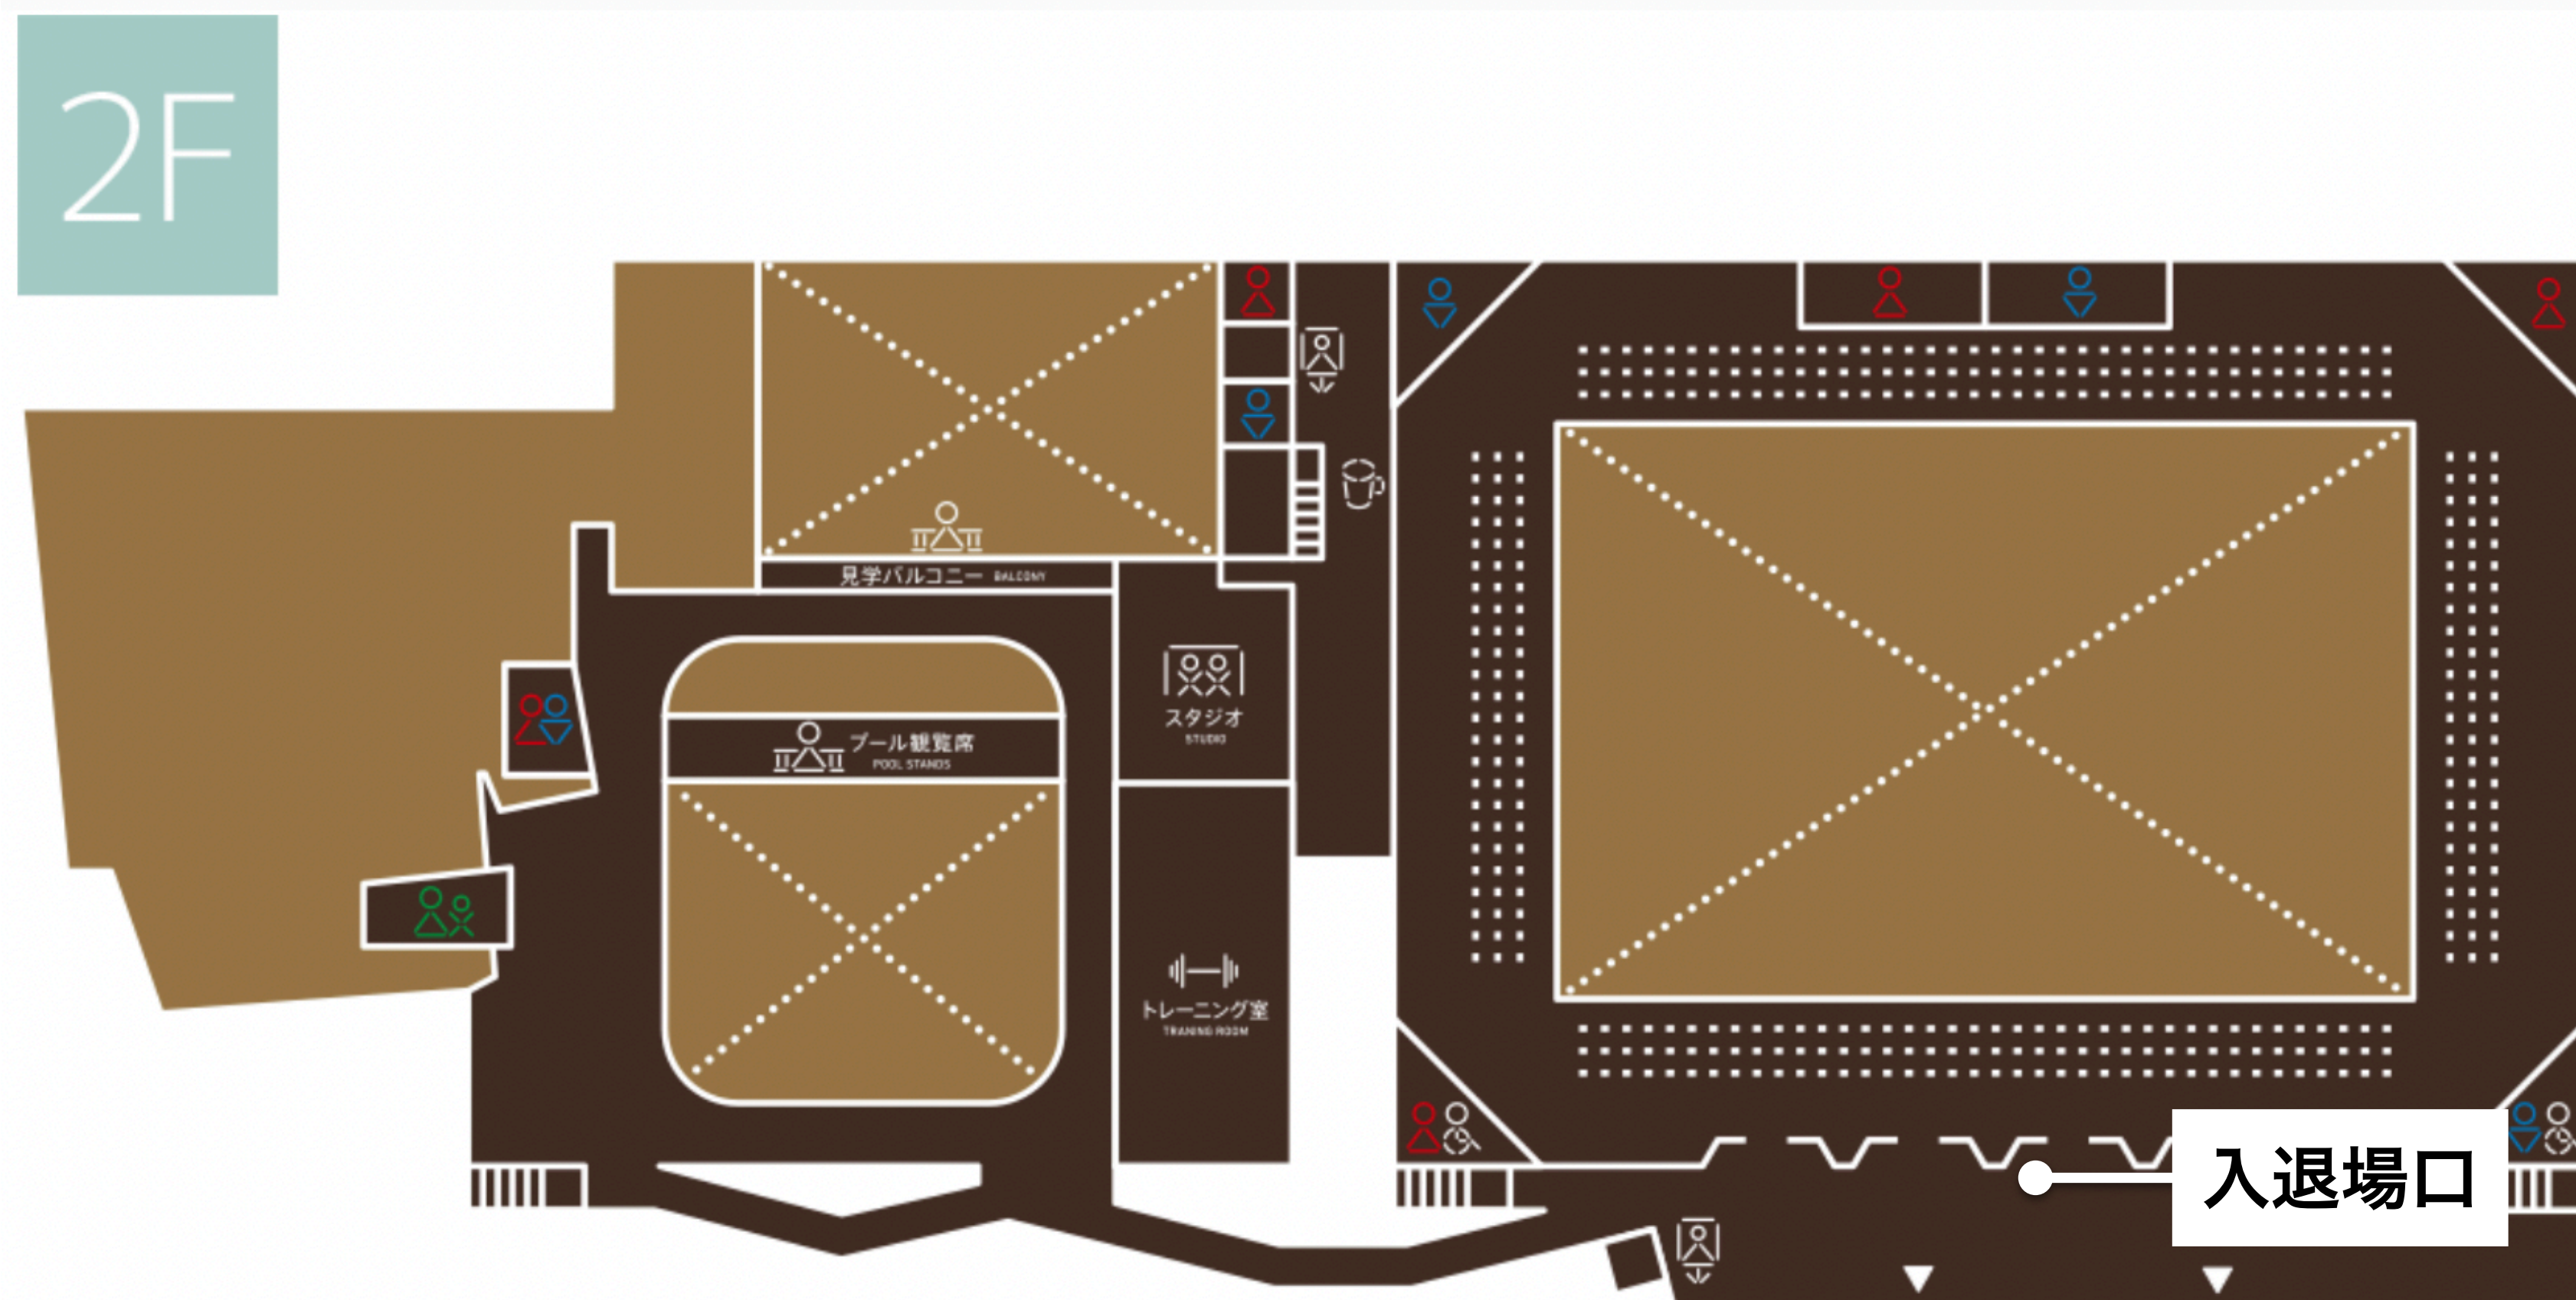 2F
見学バルコニー BALCONY
プール観覧席
POOL STANDS
スタジオ
STUDIO
トレーニング室
TRANING ROOM
入退場口